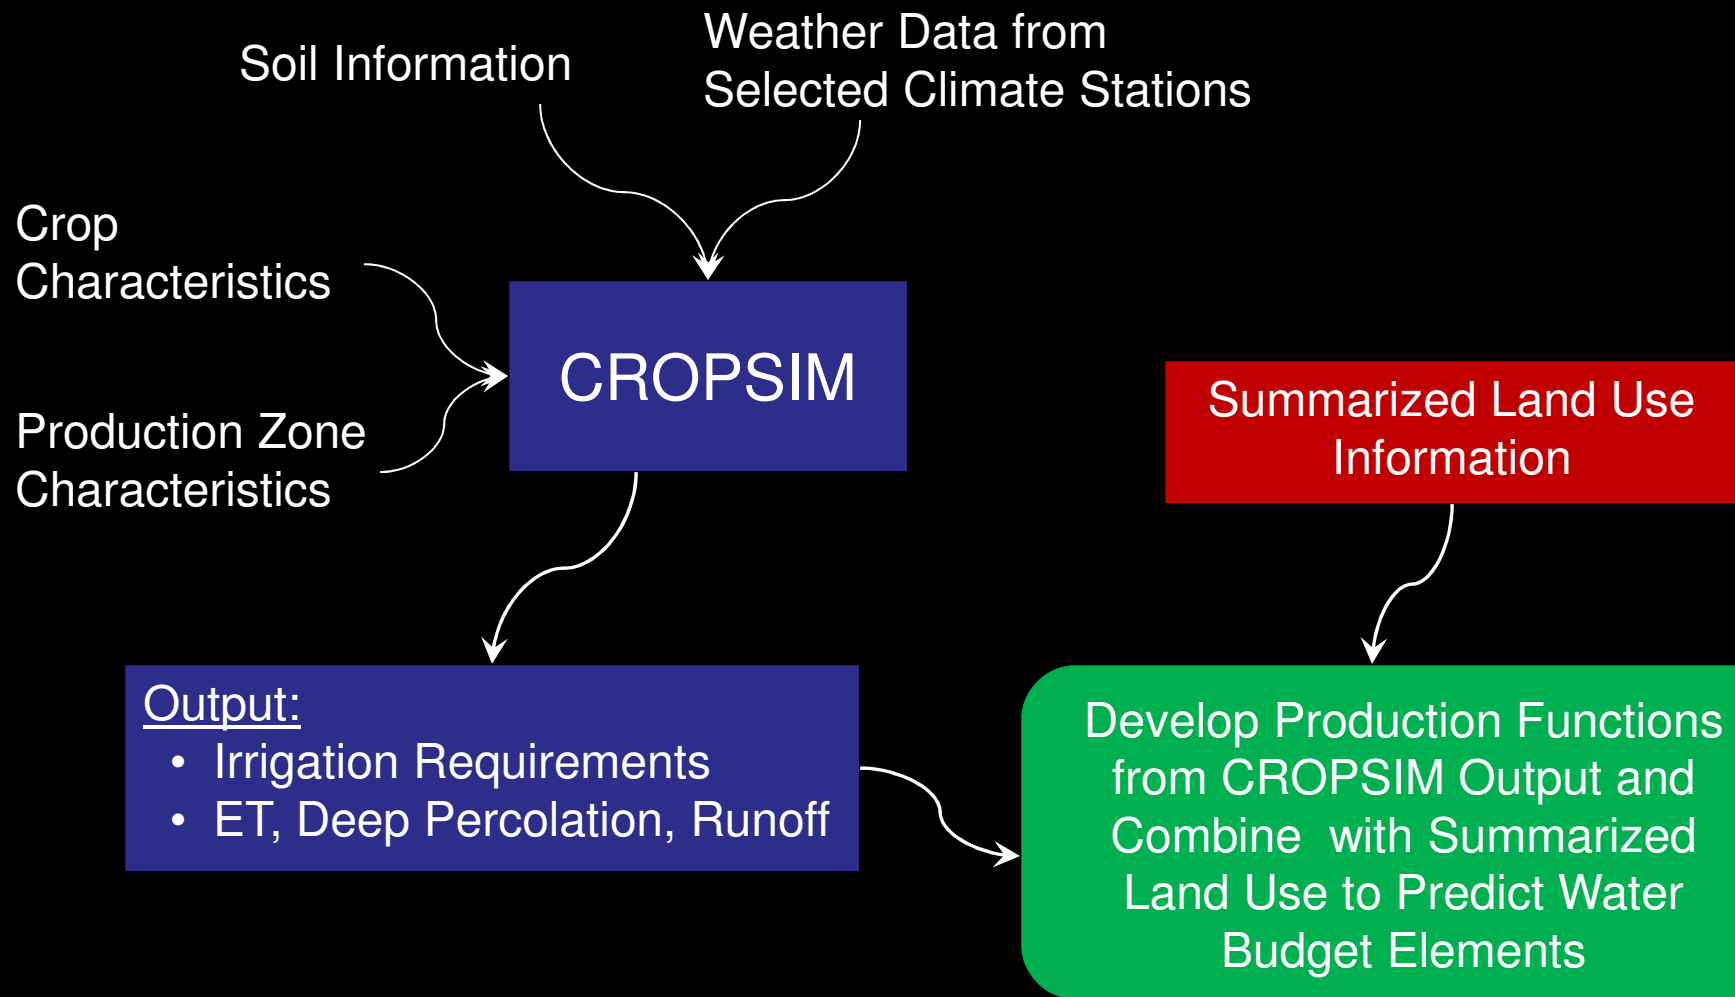 Soil Information
Weather Data from
Selected Climate Stations
Crop
Characteristics
Production Zone
Characteristics
CROPSIM
Summarized Land Use
Information
Output:
• Irrigation Requirements
• ET, Deep Percolation, Runoff
Develop Production Functions
from CROPSIM Output and
Combine  with Summarized
Land Use to Predict Water
Budget Elements